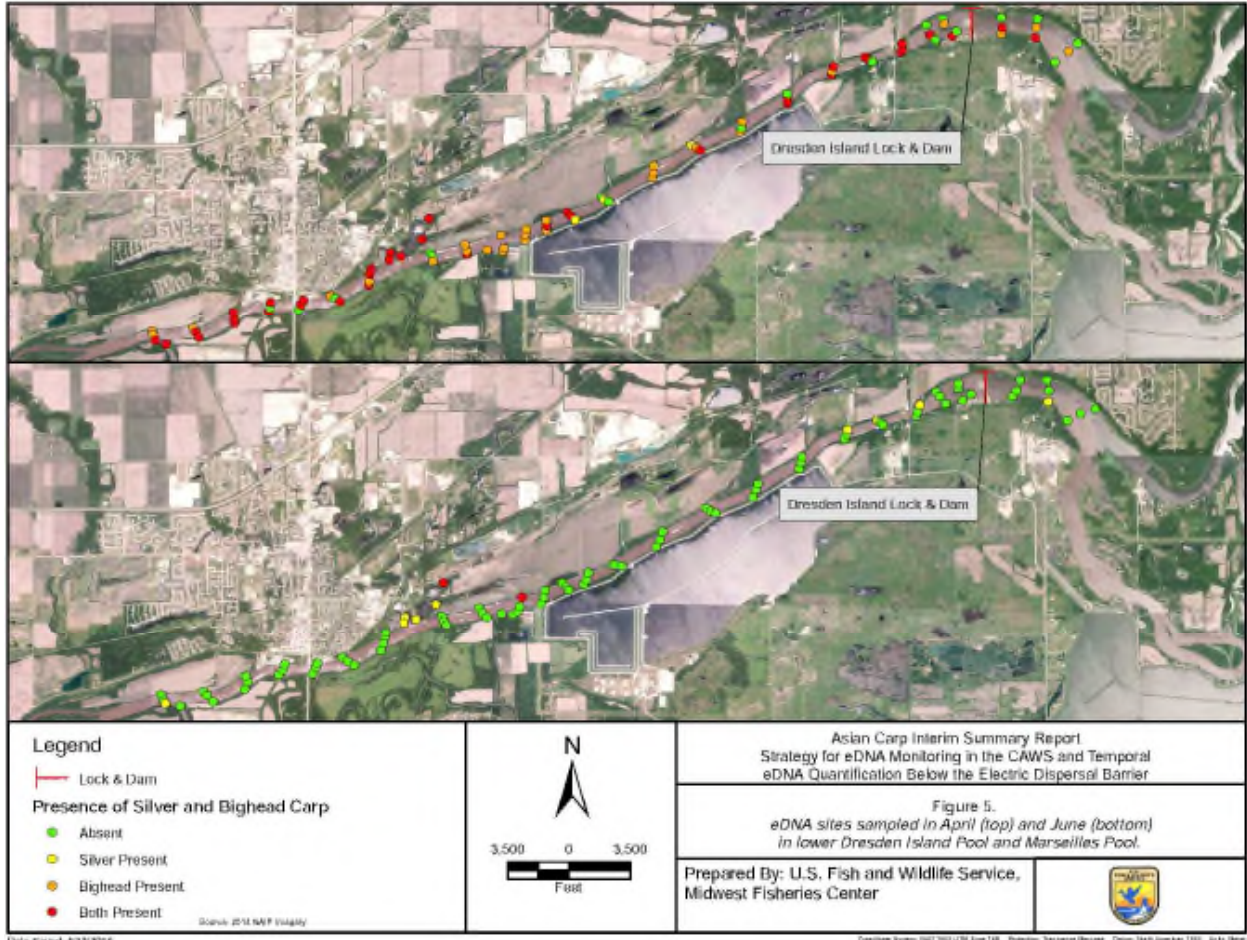 Dresden Island Lock & Dam
Dresden Island Lock & Dam
Legend
Lock & Dam
Presence of Silver and Bighead Carp
Absent
Silver Present
Bighead Present
Both Present
N
3,500 0 3,500
Feet
Asian Carp Interim Summary Report
Strategy for eDNA Monitoring in the CAWS and Temporal
eDNA Quantification Below the Electric Dispersal Barrier
Figure 5.
eDNA sites sampled in April (top) and June (bottom)
in lower Dresden Island Pool and Marseilles Pool.
Prepared By: U.S. Fish and Wildlife Service,
Midwest Fisheries Center